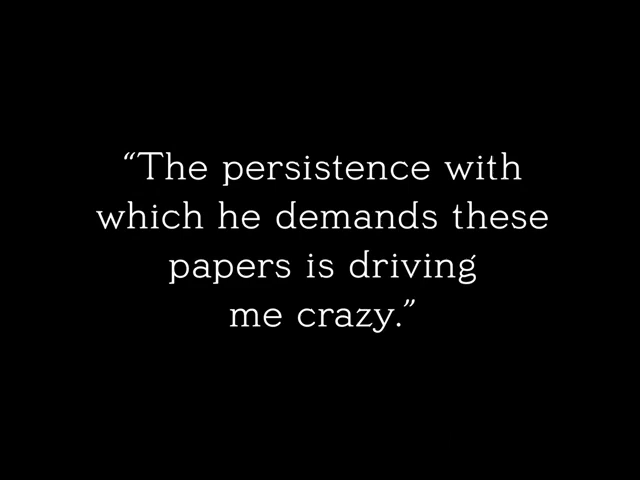 “The persistence with
which he demands these
papers is driving
me crazy.”